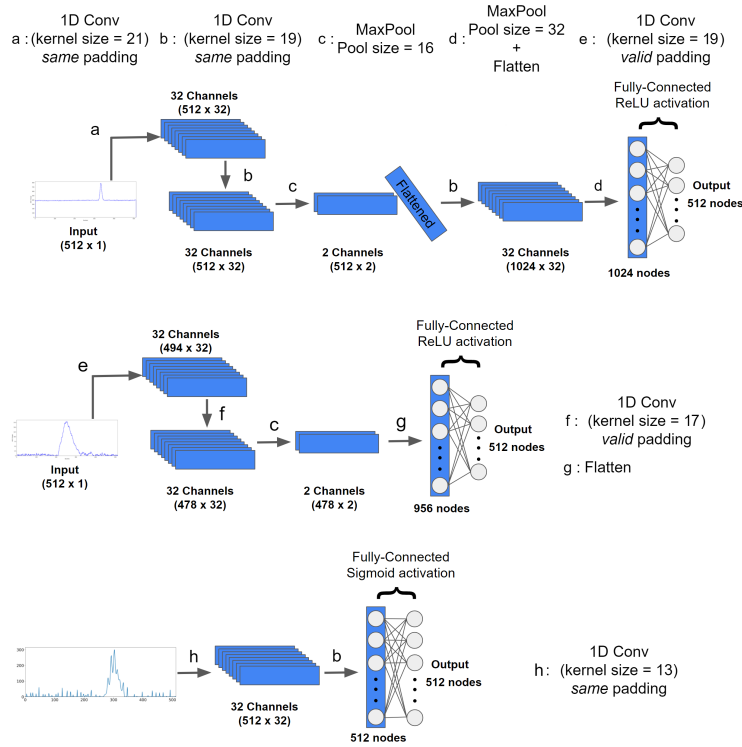 1D Conv
a : (kernel size = 21)
same padding
1D Conv
b : (kernel size = 19)
same padding
MaxPool
c : Pool size = 16
MaxPool
d : Pool size = 32
+
Flatten
1D Conv
e : (kernel size = 19)
valid padding
Fully-Connected
ReLU activation
32 Channels
(512 x 32)
a
b
c
Flattened
b
d
Output
512 nodes
Input
(512 x 1)
32 Channels
(512 x 32)
2 Channels
(512 x 2)
32 Channels
(1024 x 32)
1024 nodes
Fully-Connected
ReLU activation
32 Channels
(494 x 32)
e
f
c
g
Output
512 nodes
1D Conv
f : (kernel size = 17)
valid padding
g : Flatten
Input
(512 x 1)
32 Channels
(478 x 32)
2 Channels
(478 x 2)
956 nodes
Fully-Connected
Sigmoid activation
300
200
100
0
0 100 200 300 400 500
h
b
Output
512 nodes
32 Channels
(512 x 32)
512 nodes
1D Conv
h : (kernel size = 13)
same padding